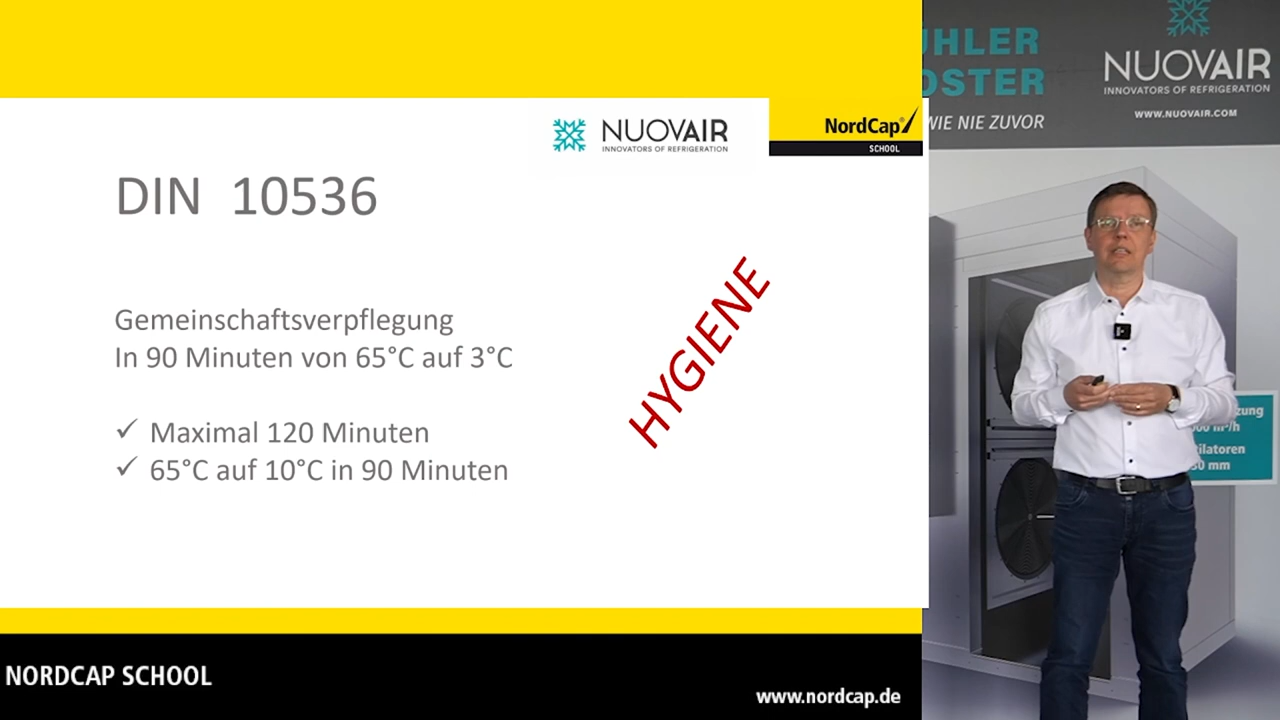 NUOVAIR
INNOVATORS OF REFRIGERATION
NordCap®
SCHOOL
DIN 10536
Gemeinschaftsverpflegung
In 90 Minuten von 65°C auf 3°C
✓ Maximal 120 Minuten
✓ 65°C auf 10°C in 90 Minuten
HYGIENE
NORDCAP SCHOOL
www.nordcap.de
NUOVAIR
INNOVATORS OF REFRIGERATION
WWW.NUOVAIR.COM
WIE NIE ZUVOR